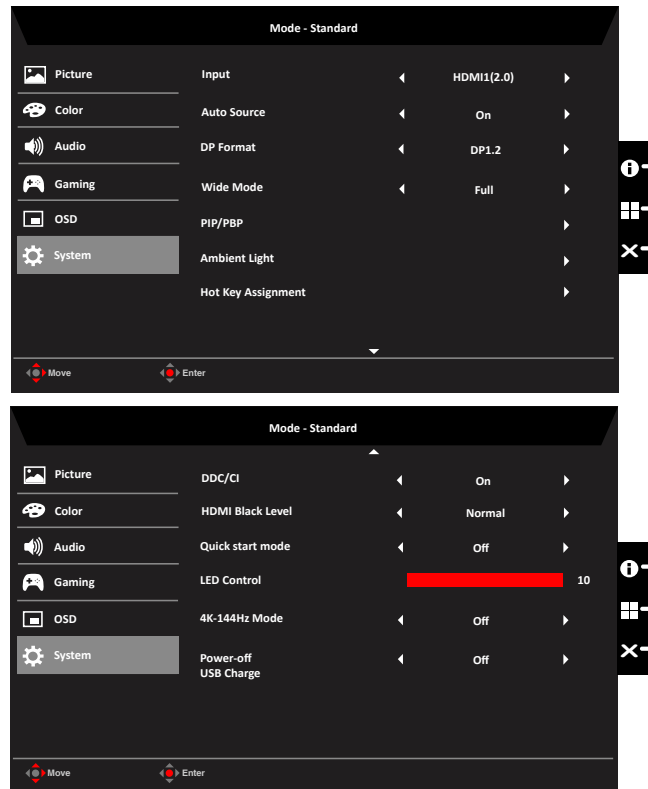 Mode - Standard
Picture
Input
HDMI1(2.0)
Color
Auto Source
On
Audio
DP Format
DP1.2
Gaming
Wide Mode
Full
OSD
PIP/PBP
System
Ambient Light
Hot Key Assignment
Move
Enter
Mode - Standard
Picture
DDC/CI
On
Color
HDMI Black Level
Normal
Audio
Quick start mode
Off
Gaming
LED Control
10
OSD
4K-144Hz Mode
Off
System
Power-off
USB Charge
Off
Move
Enter